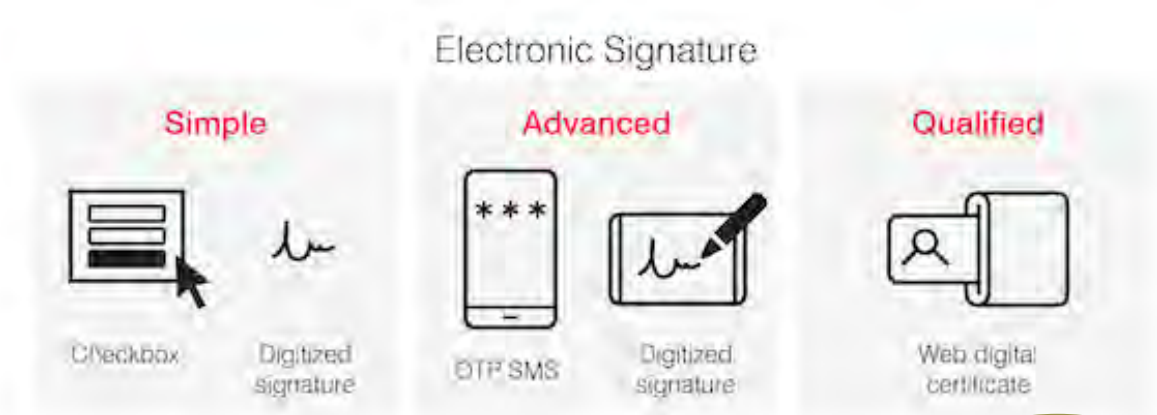 Electronic Signature
Simple
Advanced
Qualified
* * *
Checkbox
Digitized
signature
OTP SMS
Digitized
signature
Web digital
certificate